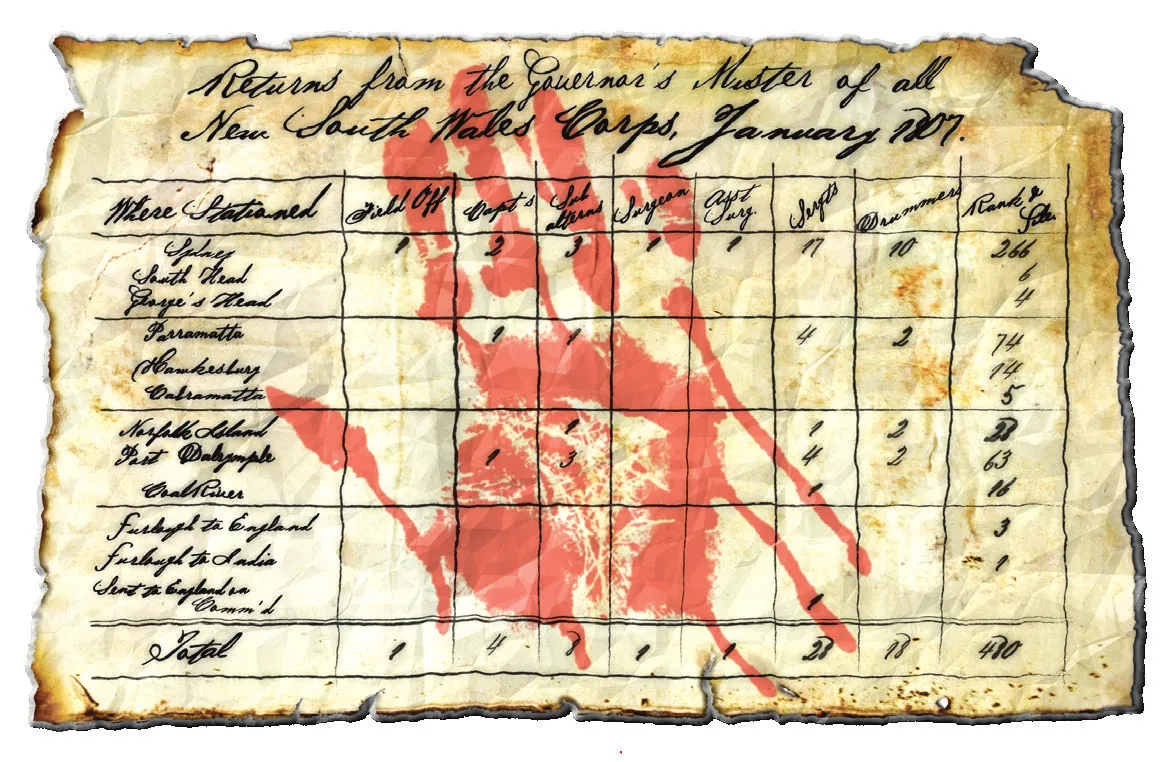 Returns from the Governor's Muster of all
New South Wales Corps, January 1807.
Where Stationed Field Off Capt's Sub alterns Surgeon Asst Surg. Sergts Drummers Rank & File
Sydney 1 2 3 1 1 17 10 266
South Head 6
George's Head 4
Parramatta 1 1 4 2 74
Hawkesbury 14
Cabramatta 5
Norfolk Island 1 1 2 28
Port Dalrymple 1 3 4 2 63
Coal River 1 16
Furlough to England 3
Furlough to India 1
Sent to England on
Comm'd 1
Total 1 4 8 1 1 28 18 480